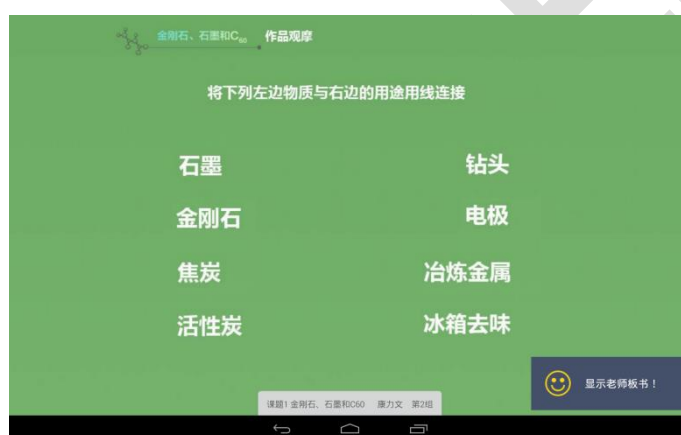 金刚石、石墨和C₆₀ 作品观摩
将下列左边物质与右边的用途用线连接
石墨 钻头
金刚石 电极
焦炭 冶炼金属
活性炭 冰箱去味
显示老师板书！
课题1 金刚石、石墨和C60 康力文 第2组